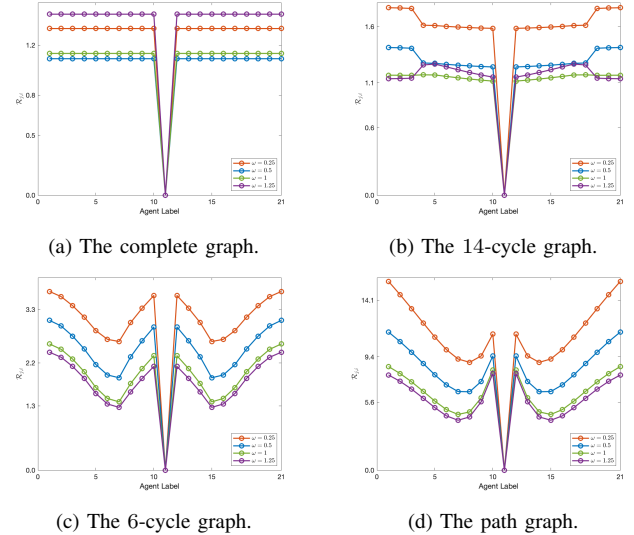 1.2
0.8
0.5
0.0
0
5
10
15
21
R_{j,i}
Agent Label
ω = 0.25
ω = 0.5
ω = 1
ω = 1.25
(a) The complete graph.
1.6
1.1
0.6
0.0
0
5
10
15
21
Agent Label
ω = 0.25
ω = 0.5
ω = 1
ω = 1.25
(b) The 14-cycle graph.
3.3
2.2
1.3
0.0
0
5
10
15
21
Agent Label
ω = 0.25
ω = 0.5
ω = 1
ω = 1.25
(c) The 6-cycle graph.
14.1
9.4
5.6
0.0
0
5
10
15
21
Agent Label
ω = 0.25
ω = 0.5
ω = 1
ω = 1.25
(d) The path graph.